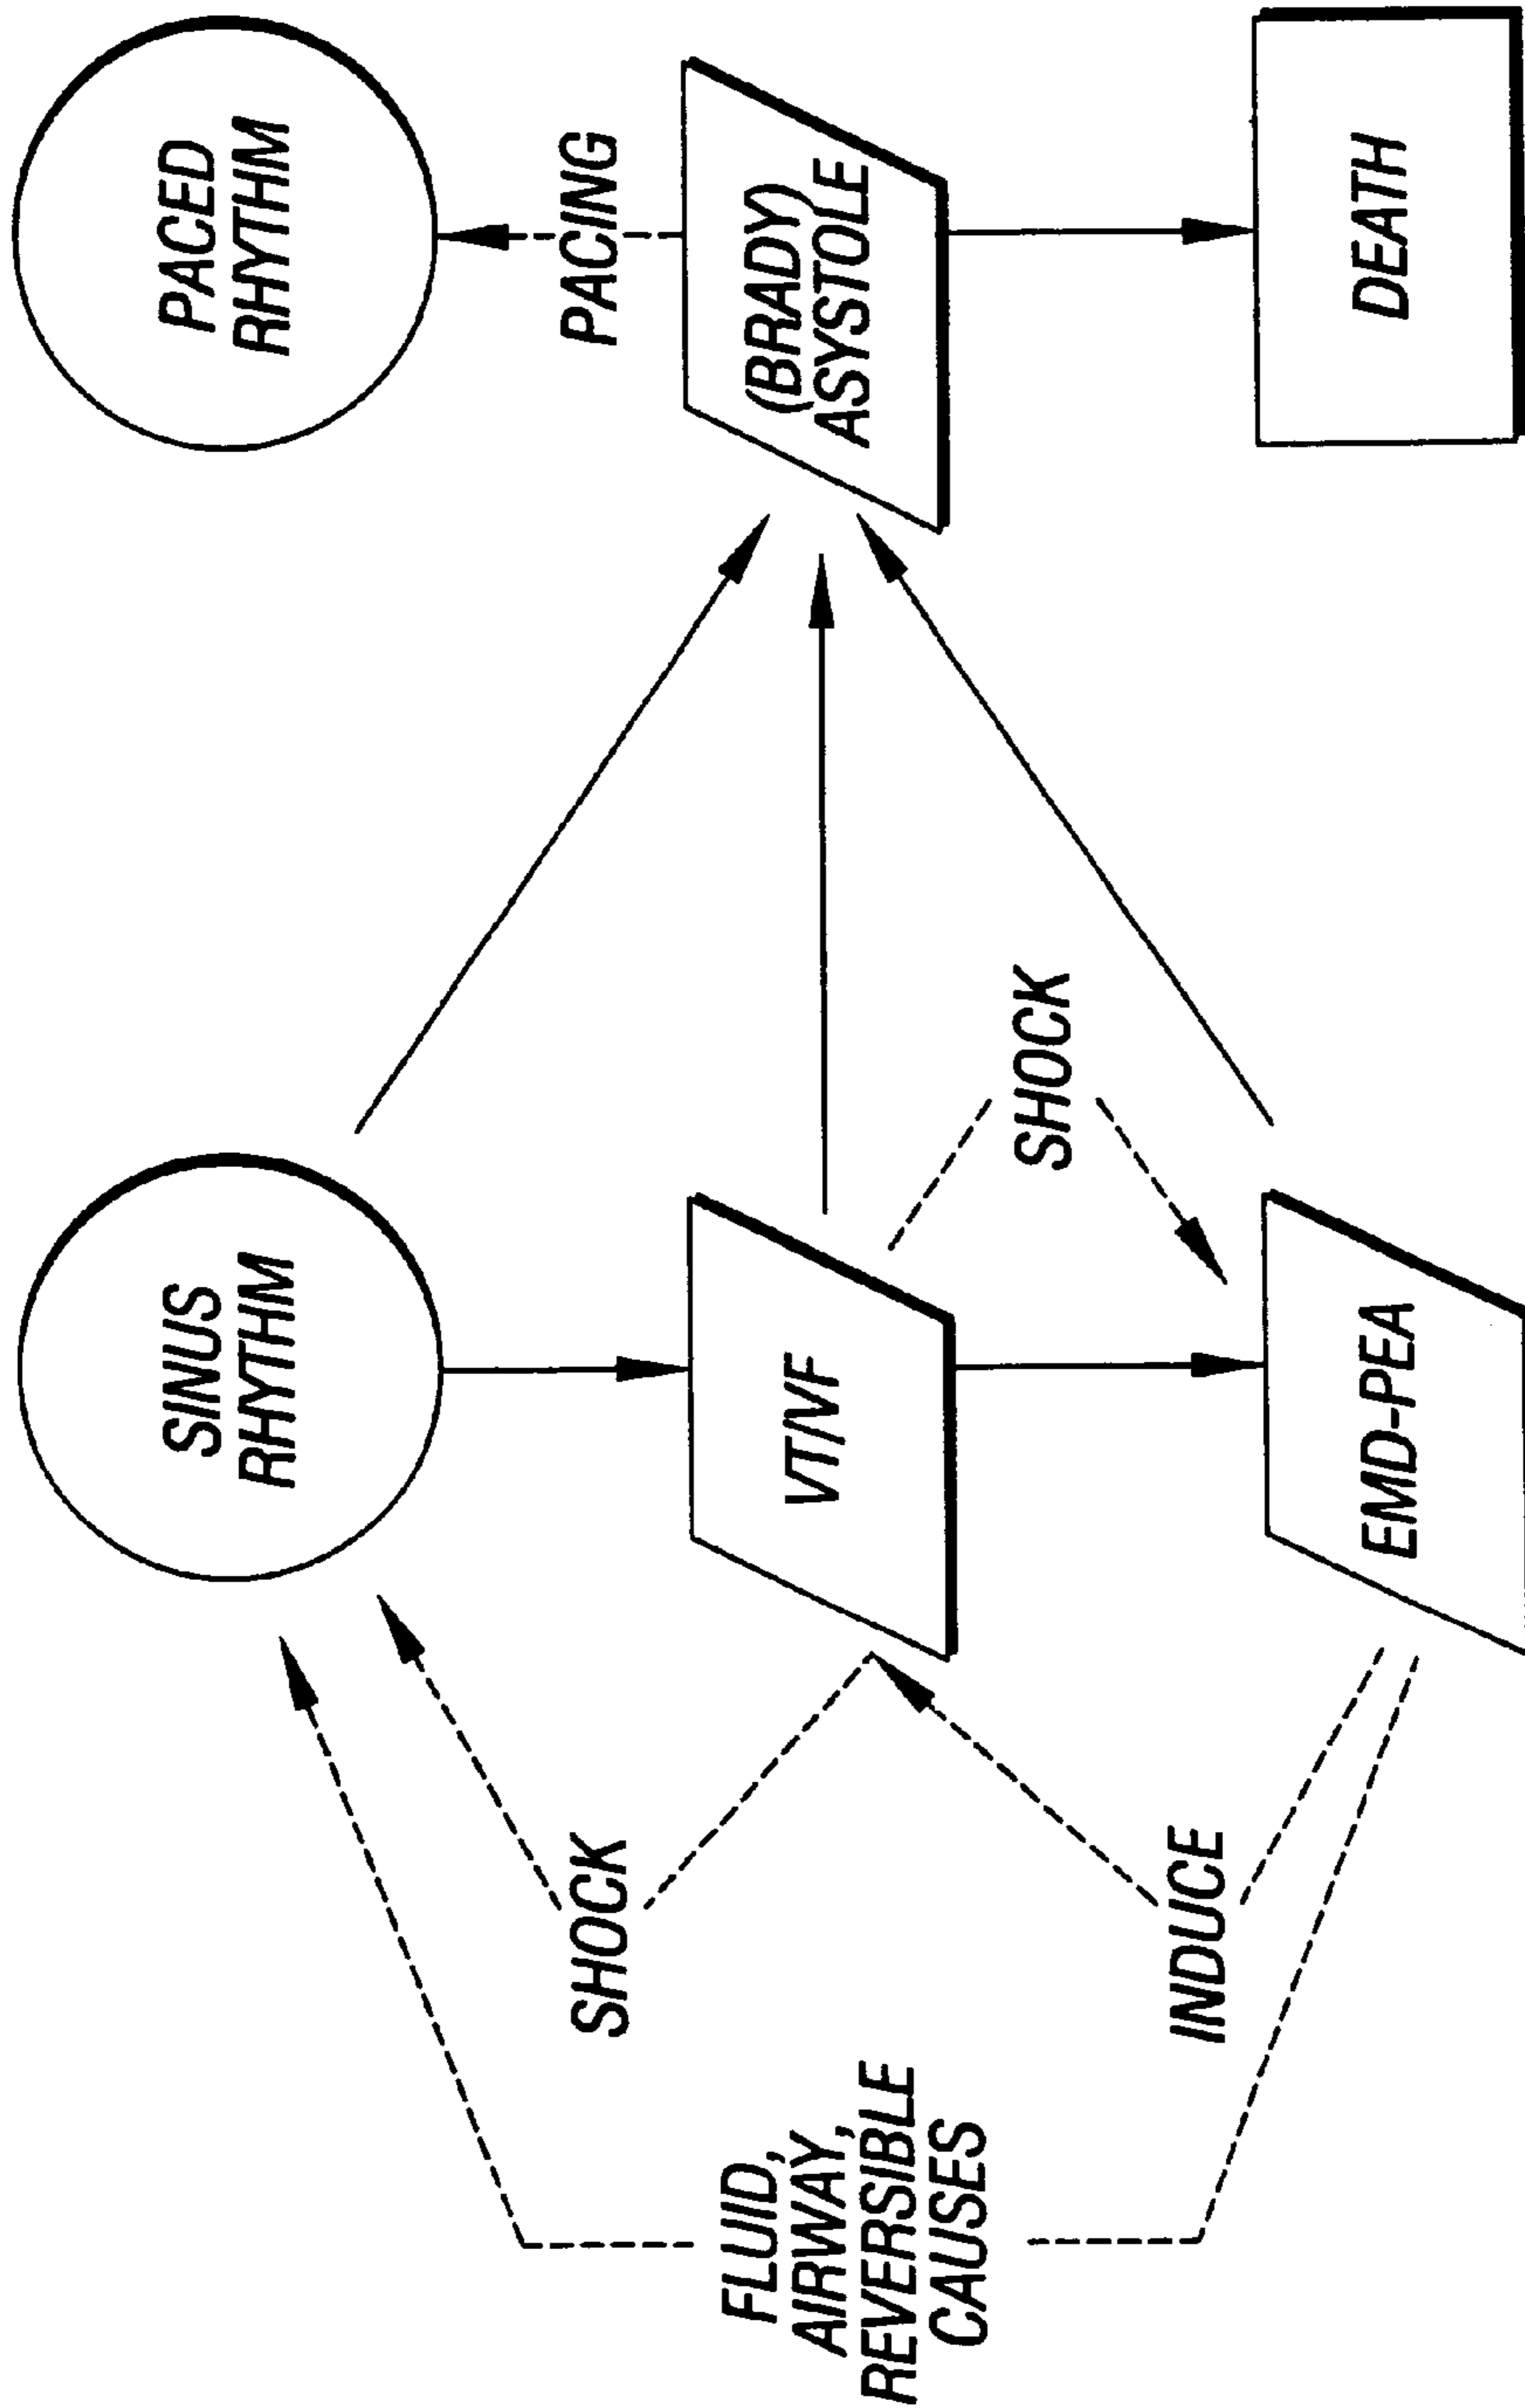 SINUS
RHYTHM
PACED
RHYTHM
SHOCK
PACING
FLUID,
AIRWAY,
REVERSIBLE
CAUSES
VT/VF
(BRADY)
ASYSTOLE
SHOCK
INDUCE
EMD-PEA
DEATH